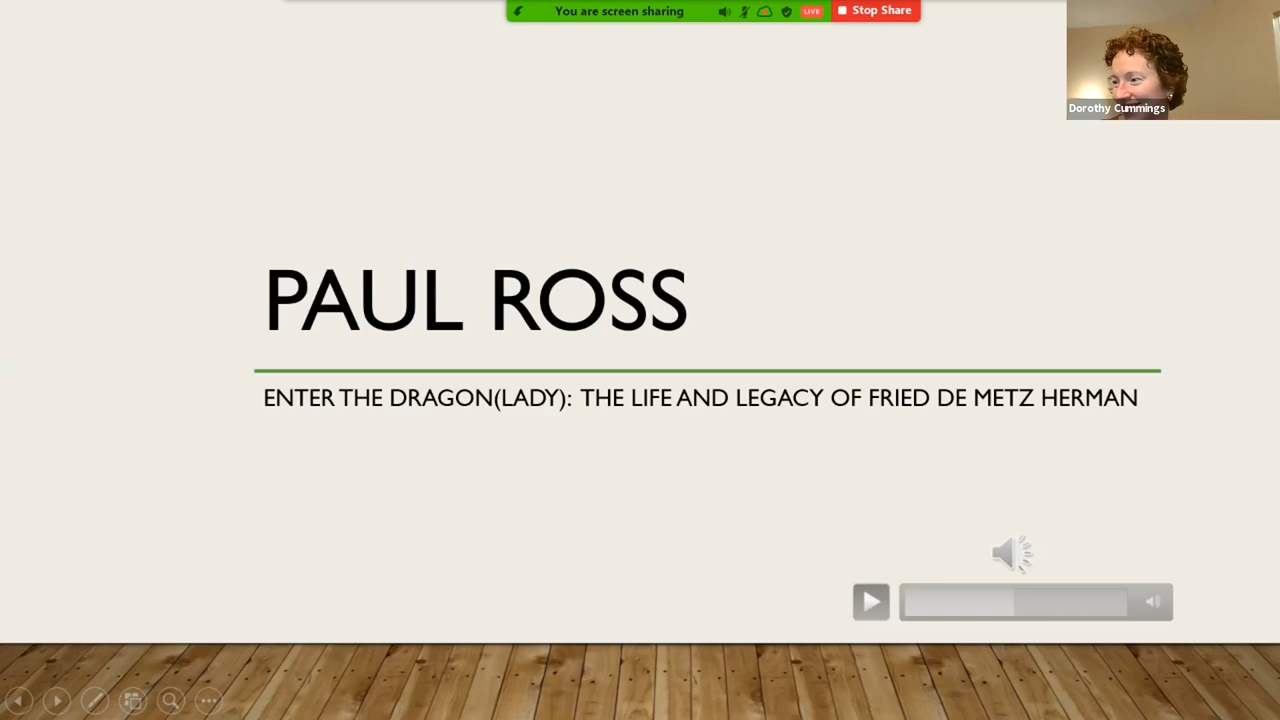 You are screen sharing
LIVE
Stop Share
Dorothy Cummings
PAUL ROSS
ENTER THE DRAGON(LADY): THE LIFE AND LEGACY OF FRIED DE METZ HERMAN